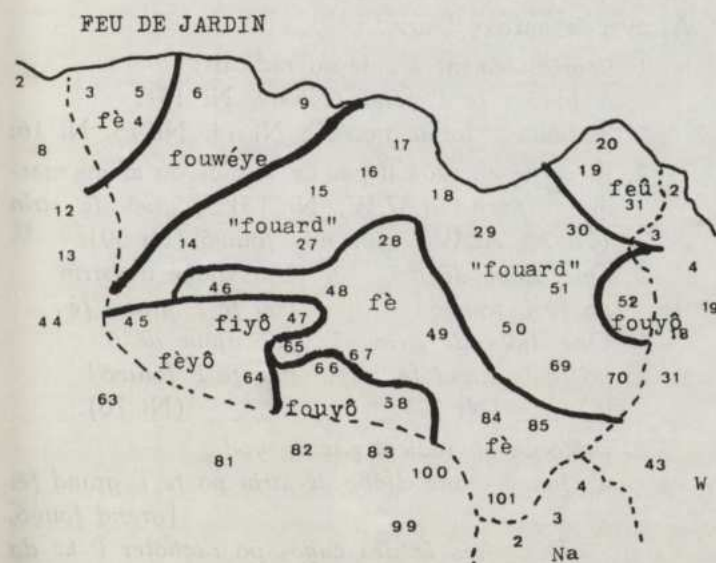 FEU DE JARDIN
2 3 5 6 9
fè 4
8 fouwéye 17 20
16 19
15 18 feû 2
12 "fouard" 31
14 27 28 29 30 3
13 "fouard" 4
46 48 fè 51
44 45 fiyô 47 52 19
49 50 fouyô 18
fèyô 65 67
64 66 69 70 31
63 fouyô 38 84 85
82 83 fè 43
81 100 4 W
101 3
99 2 Na